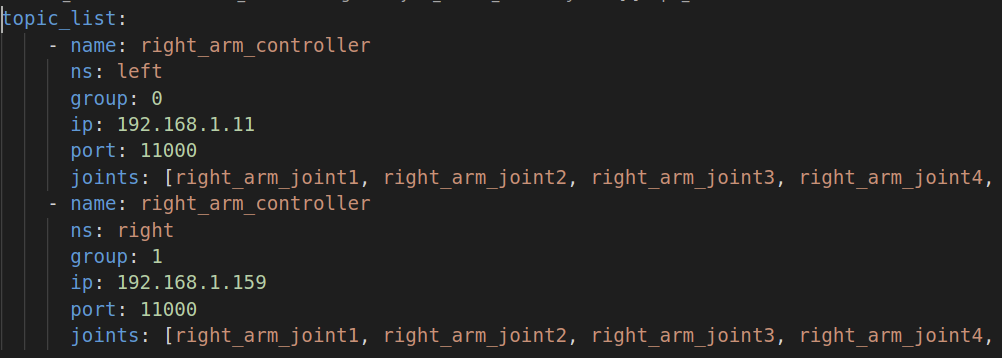 topic_list:
- name: right_arm_controller
ns: left
group: 0
ip: 192.168.1.11
port: 11000
joints: [right_arm_joint1, right_arm_joint2, right_arm_joint3, right_arm_joint4,
- name: right_arm_controller
ns: right
group: 1
ip: 192.168.1.159
port: 11000
joints: [right_arm_joint1, right_arm_joint2, right_arm_joint3, right_arm_joint4,